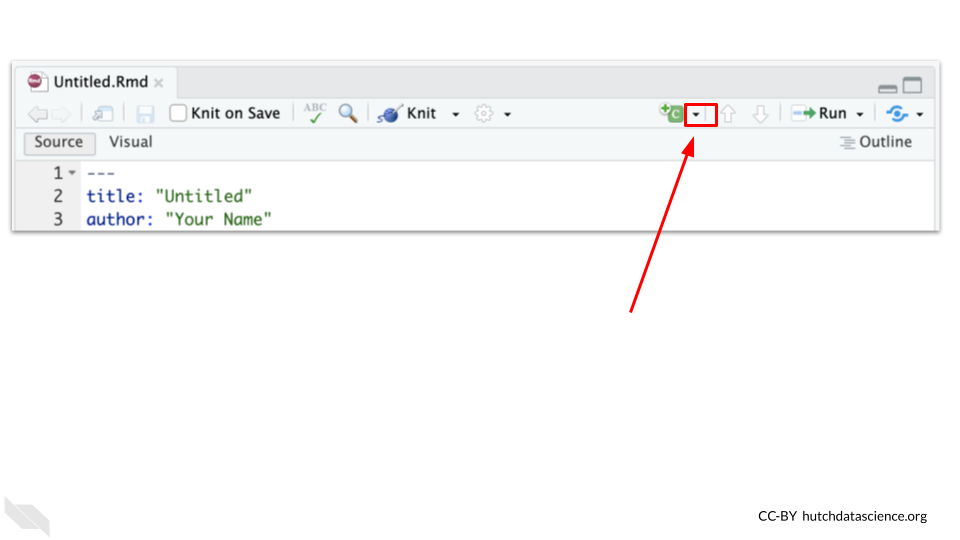 Untitled.Rmd
Knit on Save ABC Knit C Run
Source Visual Outline
1 ---
2 title: "Untitled"
3 author: "Your Name"
CC-BY hutchdatascience.org